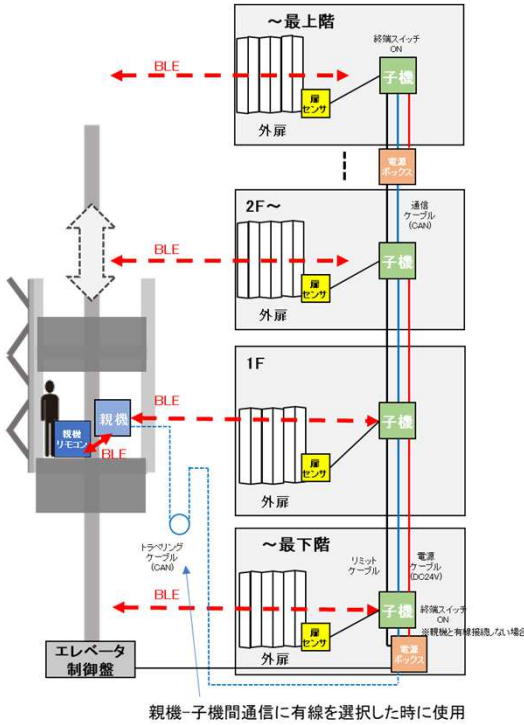 ～最上階
終端スイッチ
ON
BLE
子機
扉
センサ
外扉
電源
ボックス
2F～
通信
ケーブル
(CAN)
BLE
子機
扉
センサ
外扉
1F
BLE
親機
子機
親機
リモコン
BLE
扉
センサ
外扉
トラベリング
ケーブル
(CAN)
～最下階
リミット
ケーブル
電源
ケーブル
(DC24V)
BLE
子機
終端スイッチ
ON
※親機と有線接続しない場合
扉
センサ
外扉
電源
ボックス
エレベータ
制御盤
親機-子機間通信に有線を選択した時に使用